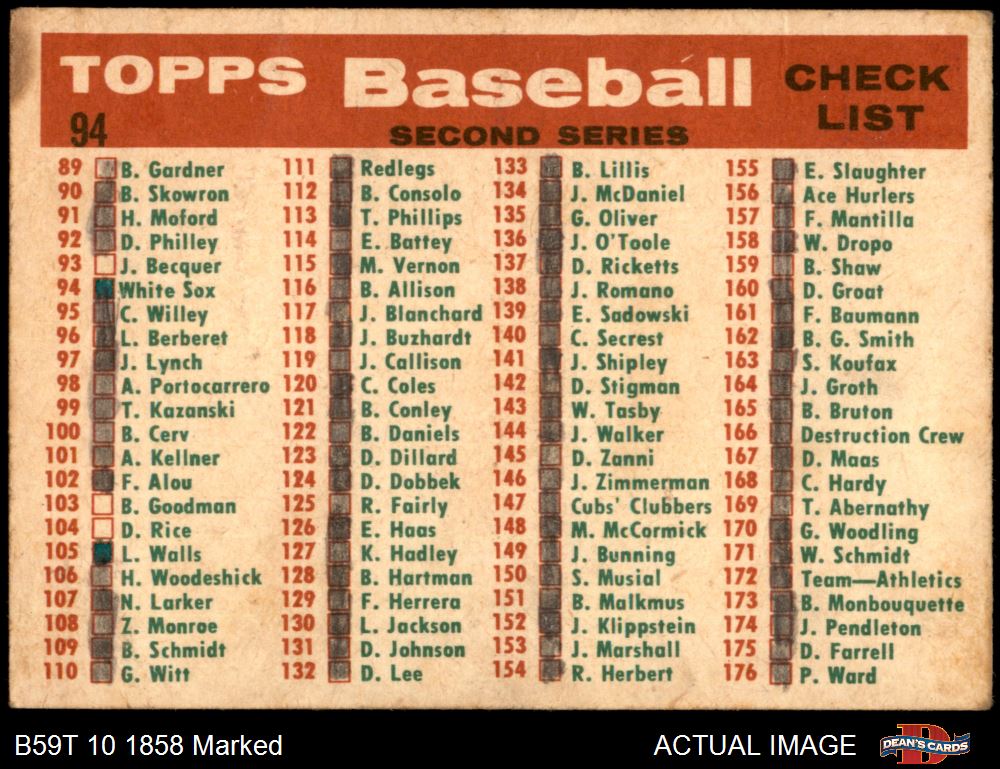 TOPPS Baseball CHECK LIST
94 SECOND SERIES
89 B. Gardner
90 B. Skowron
91 H. Moford
92 D. Philley
93 J. Becquer
94 White Sox
95 C. Willey
96 L. Berberet
97 J. Lynch
98 A. Portocarrero
99 T. Kazanski
100 B. Cerv
101 A. Kellner
102 F. Alou
103 B. Goodman
104 D. Rice
105 L. Walls
106 H. Woodeshick
107 N. Larker
108 Z. Monroe
109 B. Schmidt
110 G. Witt
111 Redlegs
112 B. Consolo
113 T. Phillips
114 E. Battey
115 M. Vernon
116 B. Allison
117 J. Blanchard
118 J. Buzhardt
119 J. Callison
120 C. Coles
121 B. Conley
122 B. Daniels
123 D. Dillard
124 D. Dobbek
125 R. Fairly
126 E. Haas
127 K. Hadley
128 B. Hartman
129 F. Herrera
130 L. Jackson
131 D. Johnson
132 D. Lee
133 B. Lillis
134 J. McDaniel
135 G. Oliver
136 J. O'Toole
137 D. Ricketts
138 J. Romano
139 E. Sadowski
140 C. Secrest
141 J. Shipley
142 D. Stigman
143 W. Tasby
144 J. Walker
145 D. Zanni
146 J. Zimmerman
147 Cubs' Clubbers
148 M. McCormick
149 J. Bunning
150 S. Musial
151 B. Malkmus
152 J. Klippstein
153 J. Marshall
154 R. Herbert
155 E. Slaughter
156 Ace Hurlers
157 F. Mantilla
158 W. Dropo
159 B. Shaw
160 D. Groat
161 F. Baumann
162 B. G. Smith
163 S. Koufax
164 J. Groth
165 B. Bruton
166 Destruction Crew
167 D. Maas
168 C. Hardy
169 T. Abernathy
170 G. Woodling
171 W. Schmidt
172 Team—Athletics
173 B. Monbouquette
174 J. Pendleton
175 D. Farrell
176 P. Ward
B59T 10 1858 Marked
ACTUAL IMAGE
DEAN'S CARDS